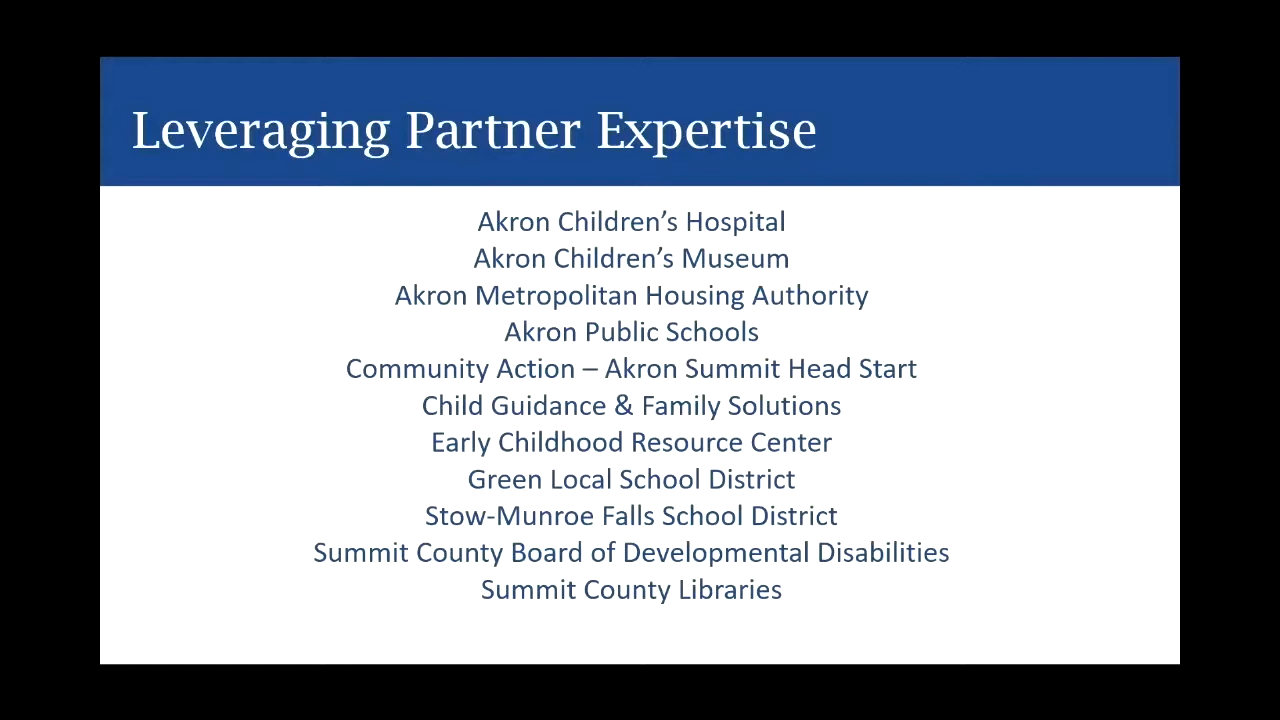 Leveraging Partner Expertise
Akron Children’s Hospital
Akron Children’s Museum
Akron Metropolitan Housing Authority
Akron Public Schools
Community Action – Akron Summit Head Start
Child Guidance & Family Solutions
Early Childhood Resource Center
Green Local School District
Stow-Munroe Falls School District
Summit County Board of Developmental Disabilities
Summit County Libraries